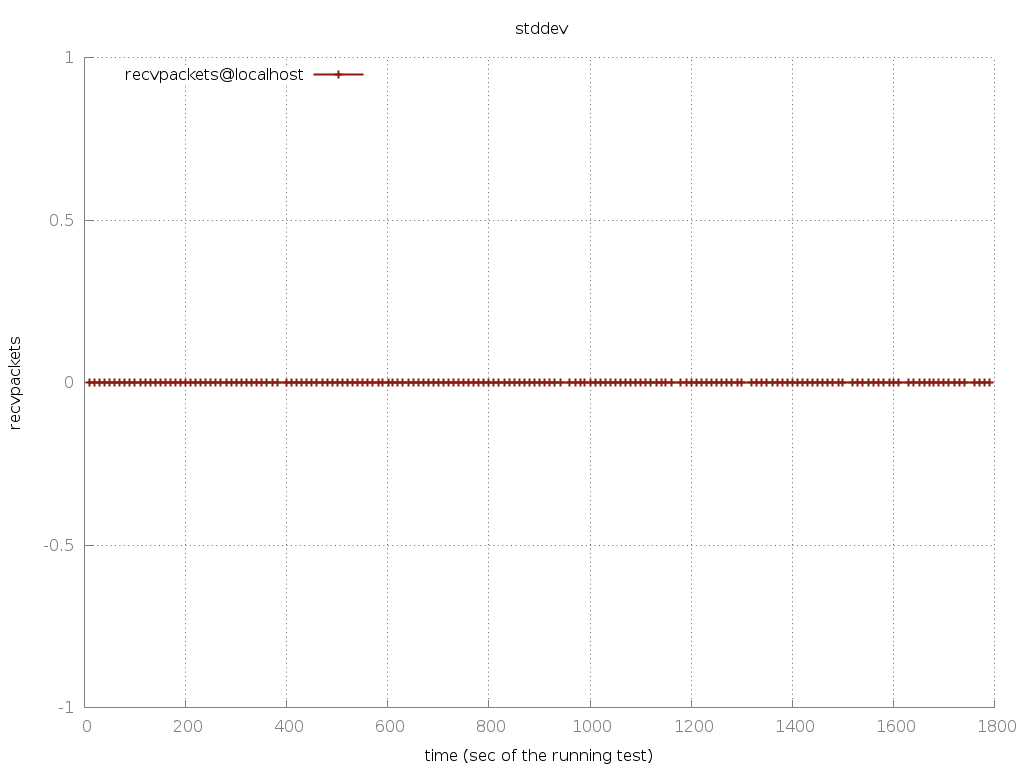 stddev
recvpackets@localhost
1
0.5
0
-0.5
-1
recvpackets
0 200 400 600 800 1000 1200 1400 1600 1800
time (sec of the running test)